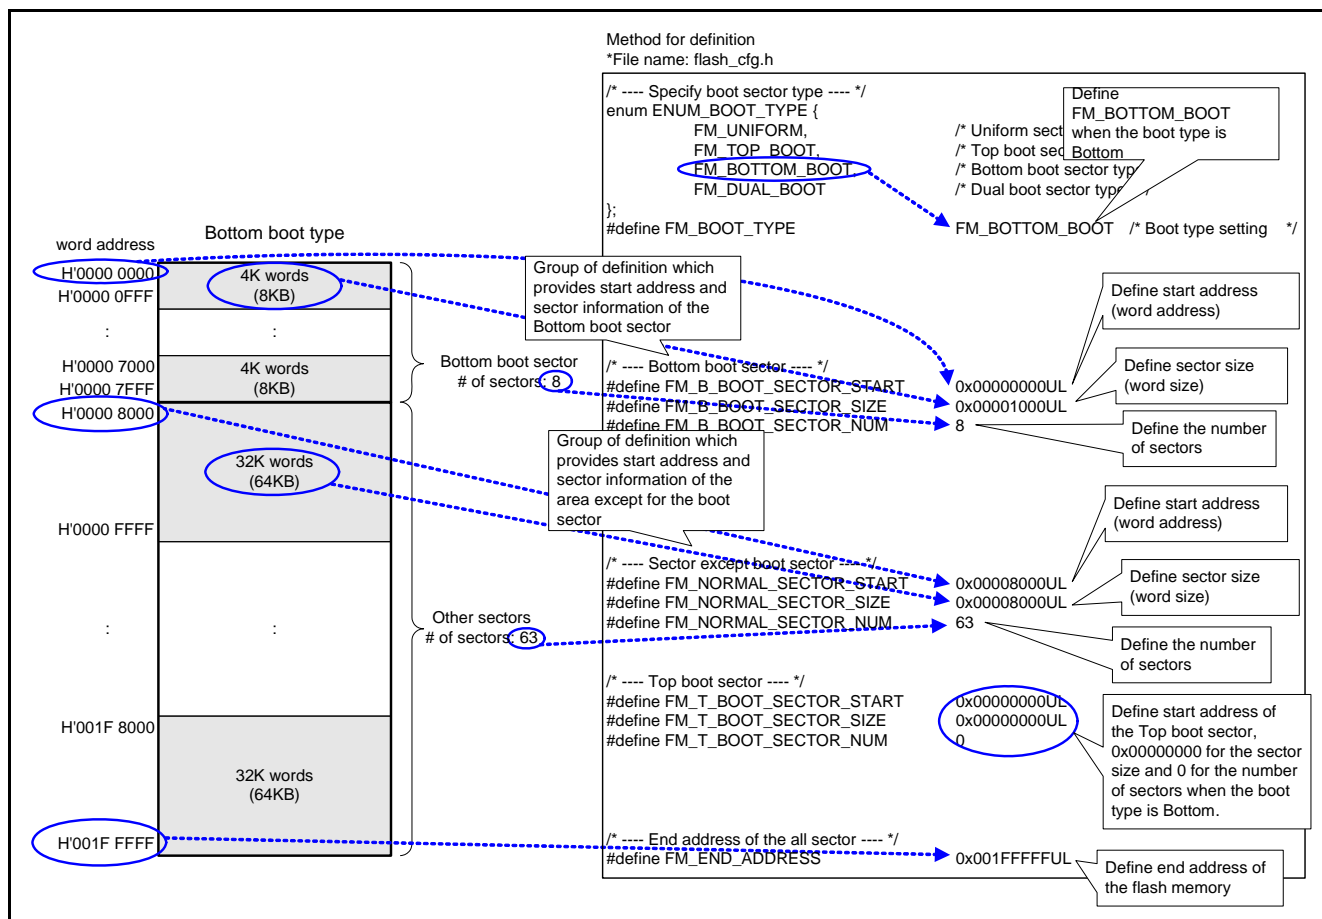 Method for definition
*File name: flash_cfg.h
/* ---- Specify boot sector type ---- */
enum ENUM_BOOT_TYPE {
FM_UNIFORM, /* Uniform sect
FM_TOP_BOOT, /* Top boot sec
FM_BOTTOM_BOOT, /* Bottom boot sector typ
FM_DUAL_BOOT /* Dual boot sector type */
};
#define FM_BOOT_TYPE FM_BOTTOM_BOOT /* Boot type setting */
Define
FM_BOTTOM_BOOT
when the boot type is
Bottom
word address
Bottom boot type
H'0000 0000
H'0000 0FFF
:
H'0000 7000
H'0000 7FFF
H'0000 8000
H'0000 FFFF
:
H'001F 8000
H'001F FFFF
4K words
(8KB)
:
4K words
(8KB)
32K words
(64KB)
:
32K words
(64KB)
Bottom boot sector
# of sectors: 8
Other sectors
# of sectors: 63
Group of definition which
provides start address and
sector information of the
Bottom boot sector
/* ---- Bottom boot sector ---- */
#define FM_B_BOOT_SECTOR_START 0x00000000UL
#define FM_B_BOOT_SECTOR_SIZE 0x00001000UL
#define FM_B_BOOT_SECTOR_NUM 8
Define start address
(word address)
Define sector size
(word size)
Define the number
of sectors
Group of definition which
provides start address and
sector information of the
area except for the boot
sector
/* ---- Sector except boot sector ---- */
#define FM_NORMAL_SECTOR_START 0x00008000UL
#define FM_NORMAL_SECTOR_SIZE 0x00008000UL
#define FM_NORMAL_SECTOR_NUM 63
Define start address
(word address)
Define sector size
(word size)
Define the number
of sectors
/* ---- Top boot sector ---- */
#define FM_T_BOOT_SECTOR_START 0x00000000UL
#define FM_T_BOOT_SECTOR_SIZE 0x00000000UL
#define FM_T_BOOT_SECTOR_NUM 0
Define start address of
the Top boot sector,
0x00000000 for the sector
size and 0 for the number
of sectors when the boot
type is Bottom.
/* ---- End address of the all sector ---- */
#define FM_END_ADDRESS 0x001FFFFFUL
Define end address of
the flash memory